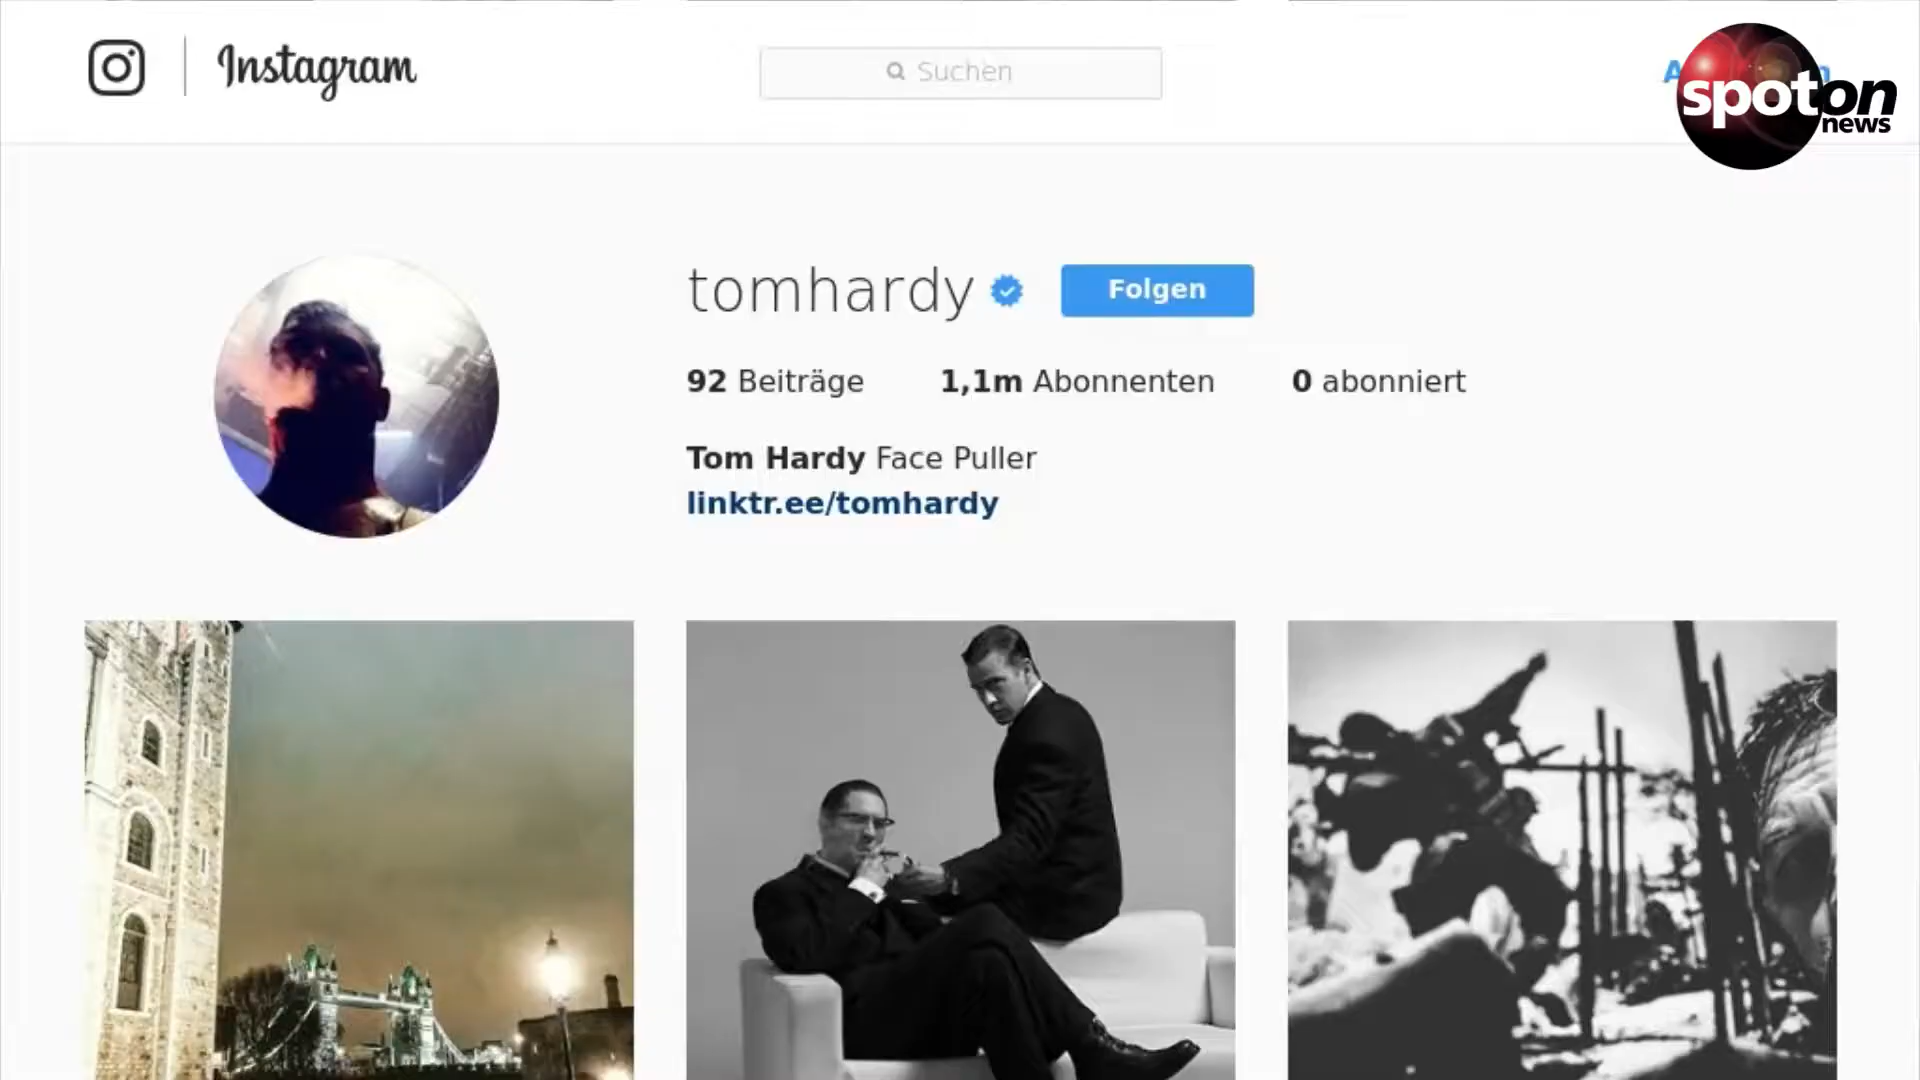 Instagram
Suchen
spoton
news
tomhardy
Folgen
92 Beiträge 1,1m Abonnenten 0 abonniert
Tom Hardy Face Puller
linktr.ee/tomhardy